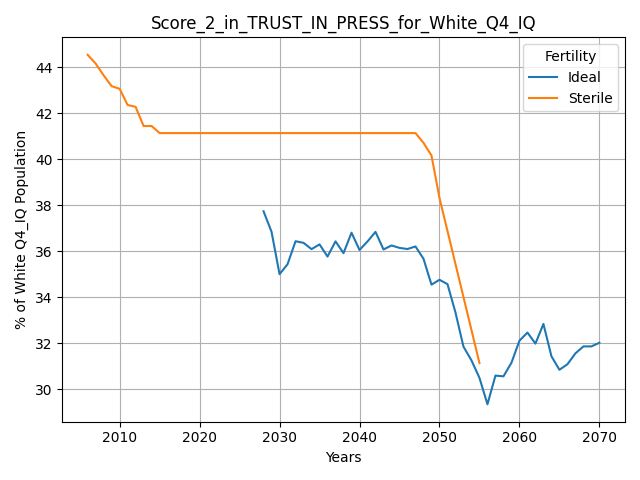 Score_2_in_TRUST_IN_PRESS_for_White_Q4_IQ
Fertility
Ideal
Sterile
% of White Q4_IQ Population
44
42
40
38
36
34
32
30
2010 2020 2030 2040 2050 2060 2070
Years